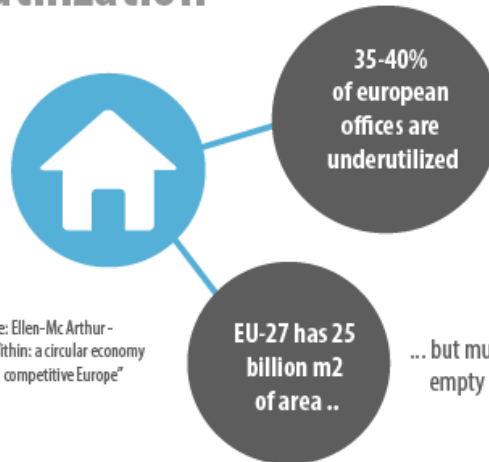 35-40%
of european
offices are
underutilized
e: Ellen-Mc Arthur -
ithin: a circular economy
competitive Europe”
EU-27 has 25
billion m2
of area ..
... but mu
empty